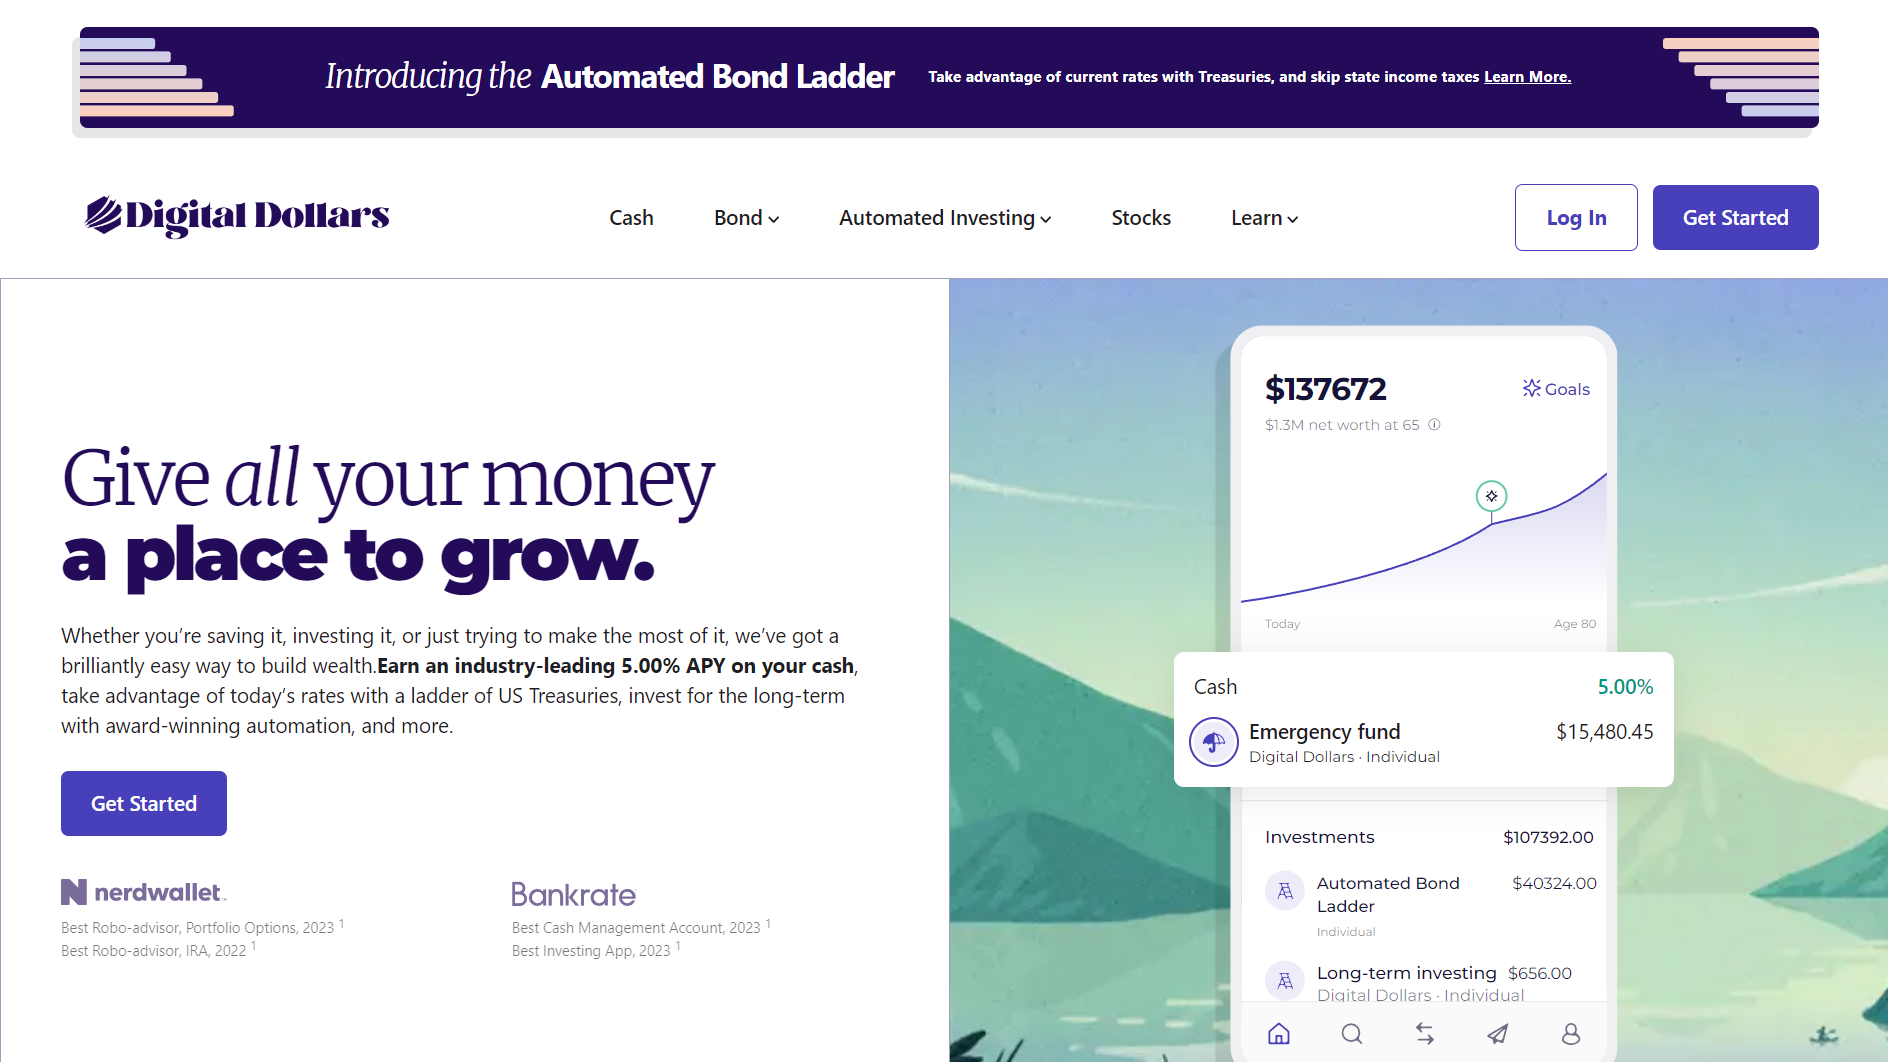 Introducing the Automated Bond Ladder
Take advantage of current rates with Treasuries, and skip state income taxes Learn More.
Digital Dollars
Cash
Bond
Automated Investing
Stocks
Learn
Log In
Get Started
Give all your money
a place to grow.
Whether you’re saving it, investing it, or just trying to make the most of it, we’ve got a
brilliantly easy way to build wealth.Earn an industry-leading 5.00% APY on your cash,
take advantage of today’s rates with a ladder of US Treasuries, invest for the long-term
with award-winning automation, and more.
Get Started
nerdwallet
Best Robo-advisor, Portfolio Options, 2023 1
Best Robo-advisor, IRA, 2022 1
Bankrate
Best Cash Management Account, 2023 1
Best Investing App, 2023 1
$137672
Goals
$1.3M net worth at 65
Today
Age 80
Cash
5.00%
Emergency fund
$15,480.45
Digital Dollars · Individual
Investments
$107392.00
Automated Bond
Ladder
$40324.00
Individual
Long-term investing
$656.00
Digital Dollars · Individual